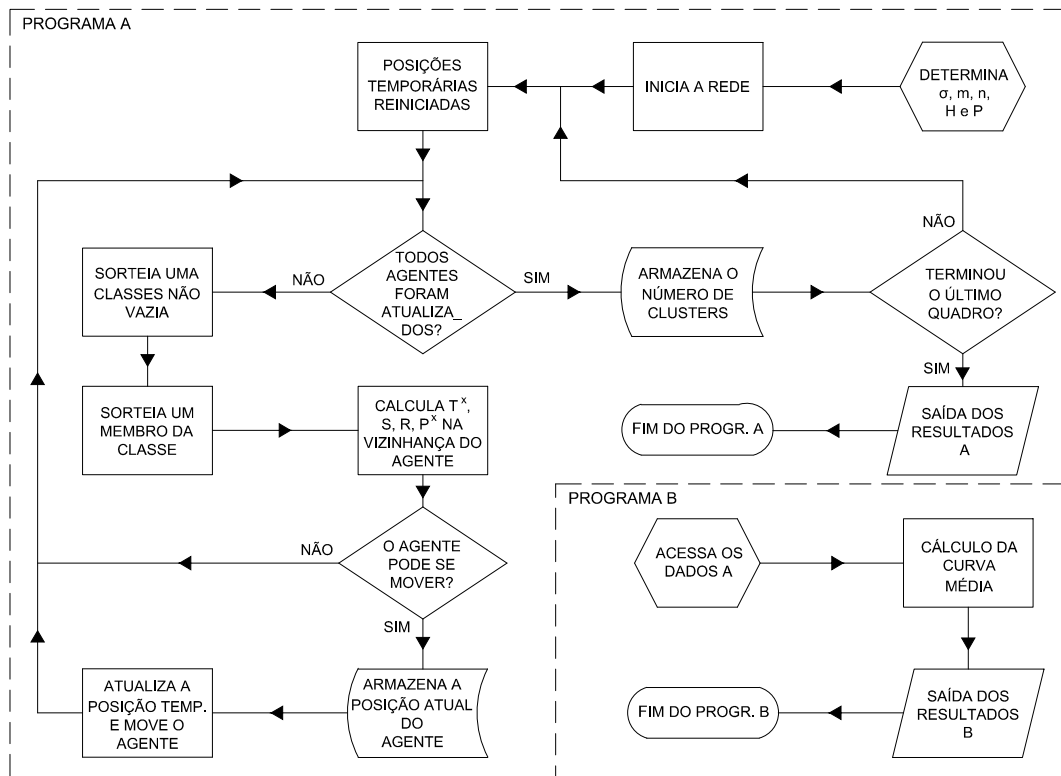 PROGRAMA A
POSIÇÕES
TEMPORÁRIAS
REINICIADAS
INICIA A REDE
DETERMINA
σ, m, n,
H e P
NÃO
TODOS
AGENTES
FORAM
ATUALIZA_
DOS?
NÃO
SIM
SORTEIA UMA
CLASSES NÃO
VAZIA
ARMAZENA O
NÚMERO DE
CLUSTERS
TERMINOU
O ÚLTIMO
QUADRO?
SIM
SORTEIA UM
MEMBRO DA
CLASSE
CALCULA Tˣ,
S, R, Pˣ NA
VIZINHANÇA DO
AGENTE
FIM DO PROGR. A
SAÍDA DOS
RESULTADOS
A
O AGENTE
PODE SE
MOVER?
NÃO
SIM
ATUALIZA A
POSIÇÃO TEMP.
E MOVE O
AGENTE
ARMAZENA A
POSIÇÃO ATUAL
DO
AGENTE
PROGRAMA B
ACESSA OS
DADOS A
CÁLCULO DA
CURVA
MÉDIA
FIM DO PROGR. B
SAÍDA DOS
RESULTADOS
B